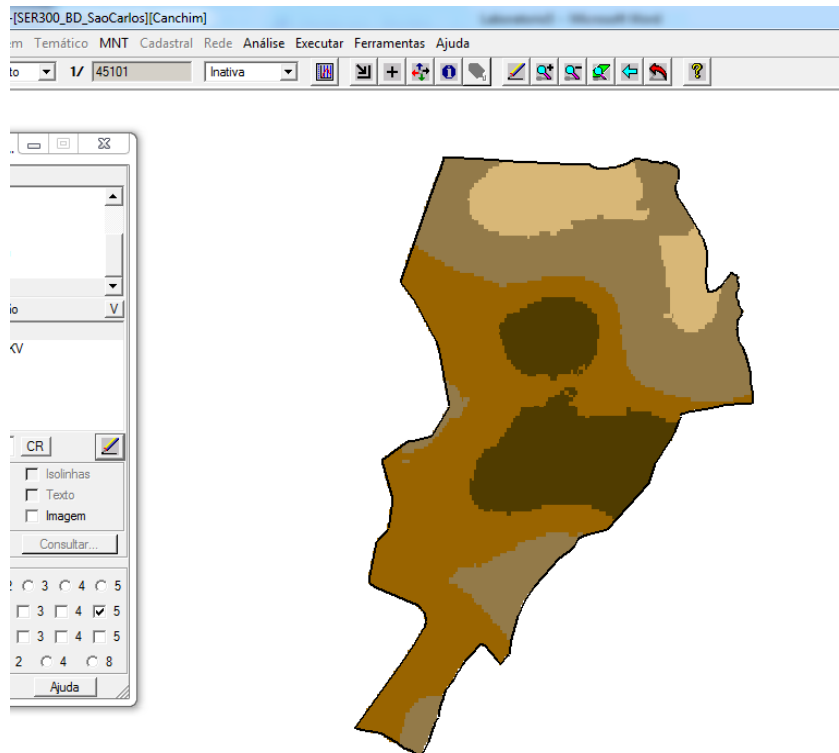 -[SER300_BD_SaoCarlos][Canchim]
em Temático MNT Cadastral Rede Análise Executar Ferramentas Ajuda
to 1/ 45101 Inativa
ão V
KV
CR
Isolinhas
Texto
Imagem
Consultar...
2 3 4 5
3 4 5
3 4 5
2 4 8
Ajuda